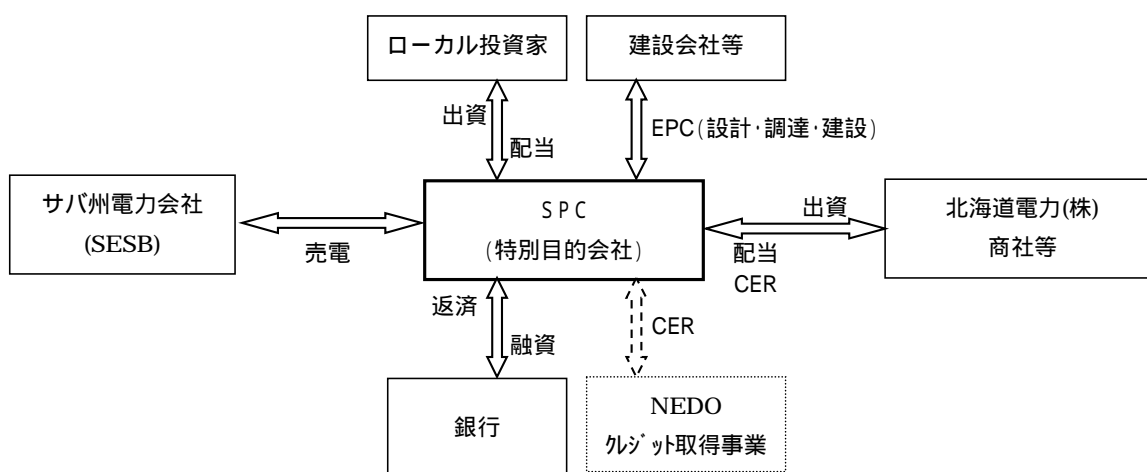 ローカル投資家
建設会社等
出資
配当
EPC(設計・調達・建設)
サバ州電力会社
(SESB)
売電
SPC
(特別目的会社)
出資
配当
CER
北海道電力(株)
商社等
返済
融資
CER
銀行
NEDO
クレジット取得事業